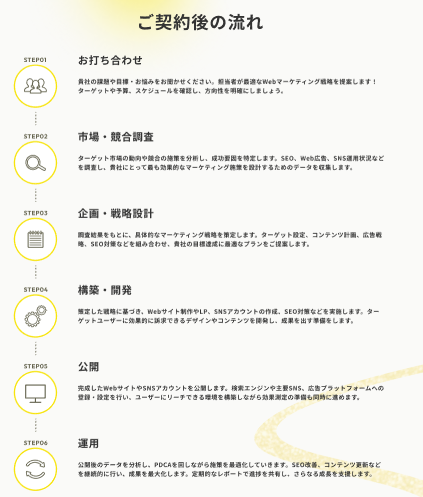 ご契約後の流れ
STEP01
お打ち合わせ
貴社の課題や目標・お悩みをお聞かせください。担当者が最適なWebマーケティング戦略を提案します！
ターゲットや予算、スケジュールを確認し、方向性を明確にしましょう。
STEP02
市場・競合調査
ターゲット市場の動向や競合の施策を分析し、成功要因を特定します。SEO、Web広告、SNS運用状況など
を調査し、貴社にとって最も効果的なマーケティング施策を設計するためのデータを収集します。
STEP03
企画・戦略設計
調査結果をもとに、具体的なマーケティング戦略を策定します。ターゲット設定、コンテンツ計画、広告戦
略、SEO対策などを組み合わせ、貴社の目標達成に最適なプランをご提案します。
STEP04
構築・開発
策定した戦略に基づき、Webサイト制作やLP、SNSアカウントの作成、SEO対策などを実施します。ター
ゲットユーザーに効果的に訴求できるデザインやコンテンツを開発し、成果を出す準備をします。
STEP05
公開
完成したWebサイトやSNSアカウントを公開します。検索エンジンや主要SNS、広告プラットフォームへの
登録・設定を行い、ユーザーにリーチできる環境を構築しながら効果測定の準備も同時に進めます。
STEP06
運用
公開後のデータを分析し、PDCAを回しながら施策を最適化していきます。SEO改善、コンテンツ更新など
を継続的に行い、成果を最大化します。定期的なレポートで進捗を共有し、さらなる成長を支援します。